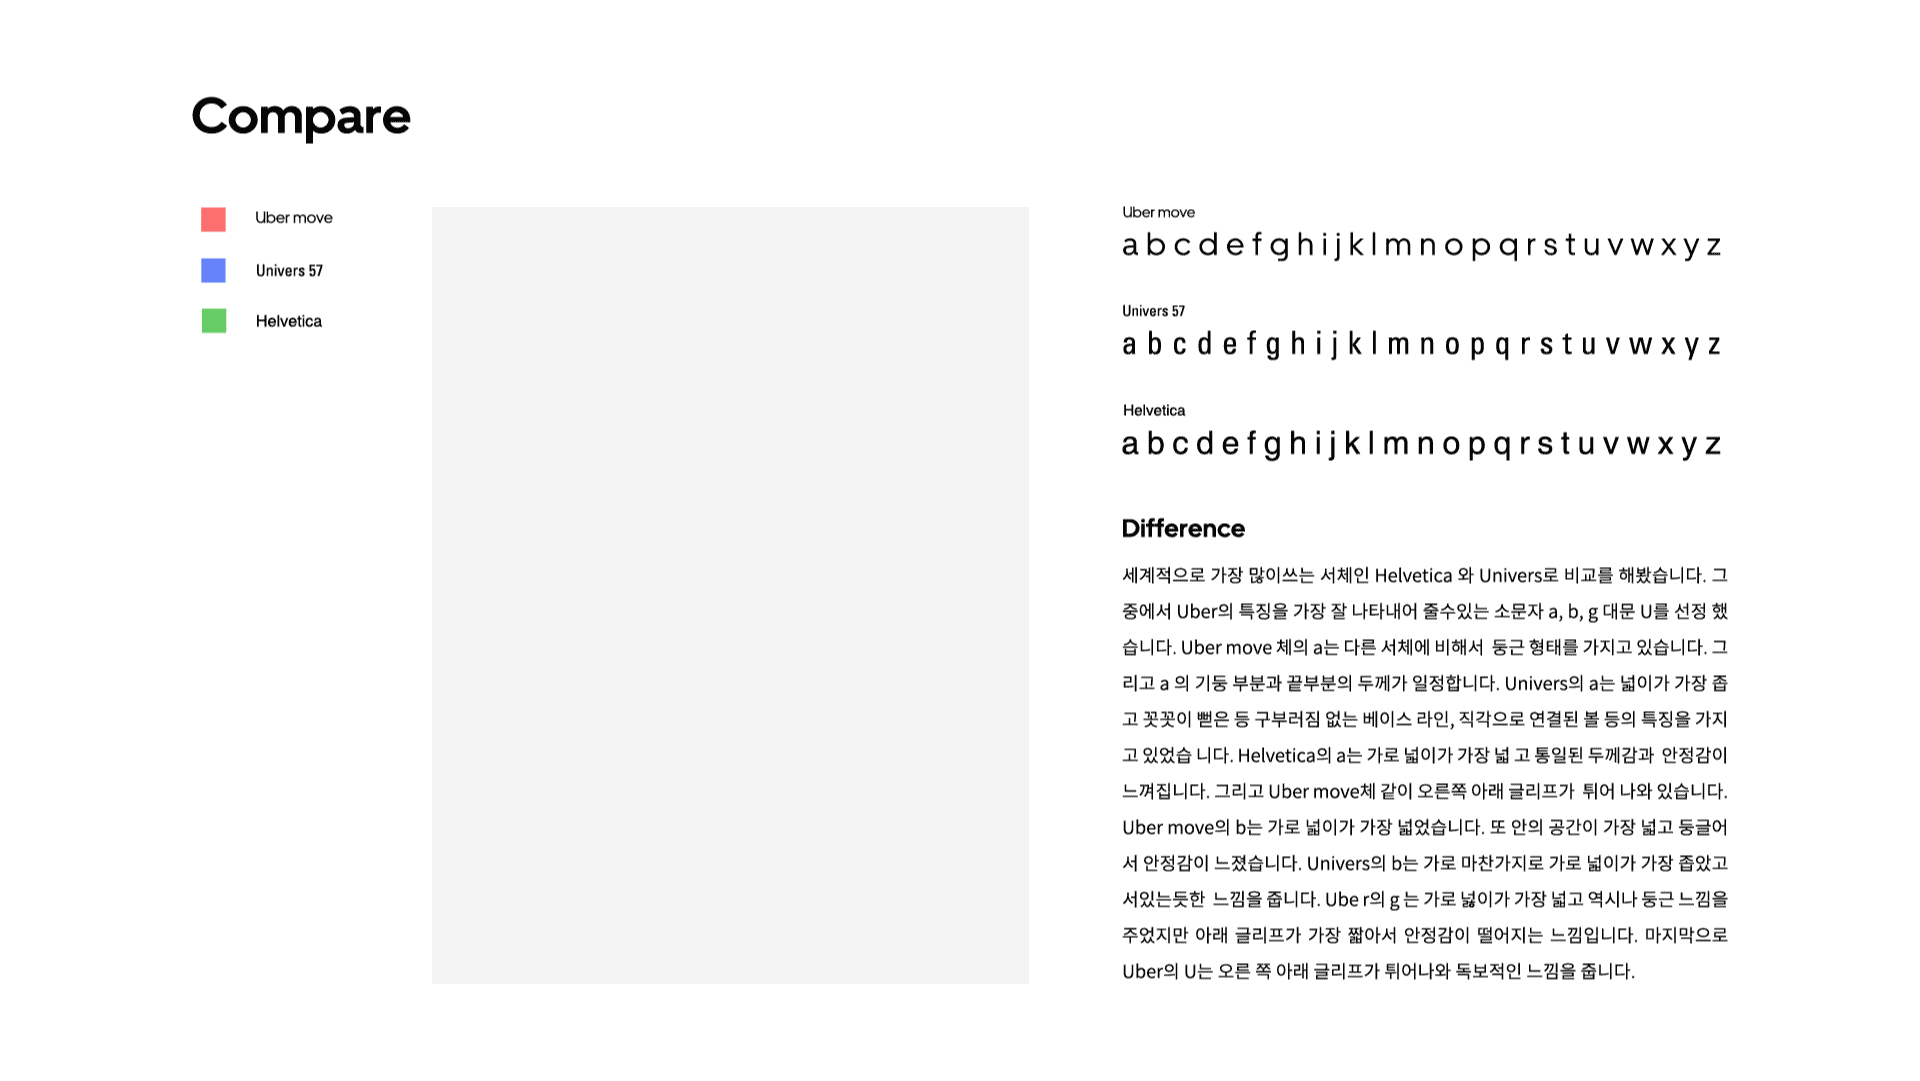 Compare
Uber move
Univers 57
Helvetica
Uber move
a b c d e f g h i j k l m n o p q r s t u v w x y z
Univers 57
a b c d e f g h i j k l m n o p q r s t u v w x y z
Helvetica
a b c d e f g h i j k l m n o p q r s t u v w x y z
Difference
세계적으로 가장 많이쓰는 서체인 Helvetica 와 Univers로 비교를 해봤습니다. 그
중에서 Uber의 특징을 가장 잘 나타내어 줄수있는 소문자 a, b, g 대문 U를 선정 했
습니다. Uber move 체의 a는 다른 서체에 비해서 둥근 형태를 가지고 있습니다. 그
리고 a 의 기둥 부분과 끝부분의 두께가 일정합니다. Univers의 a는 넓이가 가장 좁
고 꼿꼿이 뻗은 등 구부러짐 없는 베이스 라인, 직각으로 연결된 볼 등의 특징을 가지
고 있었습 니다. Helvetica의 a는 가로 넓이가 가장 넓 고 통일된 두께감과 안정감이
느껴집니다. 그리고 Uber move체 같이 오른쪽 아래 글리프가 튀어 나와 있습니다.
Uber move의 b는 가로 넓이가 가장 넓었습니다. 또 안의 공간이 가장 넓고 둥글어
서 안정감이 느졌습니다. Univers의 b는 가로 마찬가지로 가로 넓이가 가장 좁았고
서있는듯한 느낌을 줍니다. Ube r의 g 는 가로 넗이가 가장 넓고 역시나 둥근 느낌을
주었지만 아래 글리프가 가장 짧아서 안정감이 떨어지는 느낌입니다. 마지막으로
Uber의 U는 오른 쪽 아래 글리프가 튀어나와 독보적인 느낌을 줍니다.